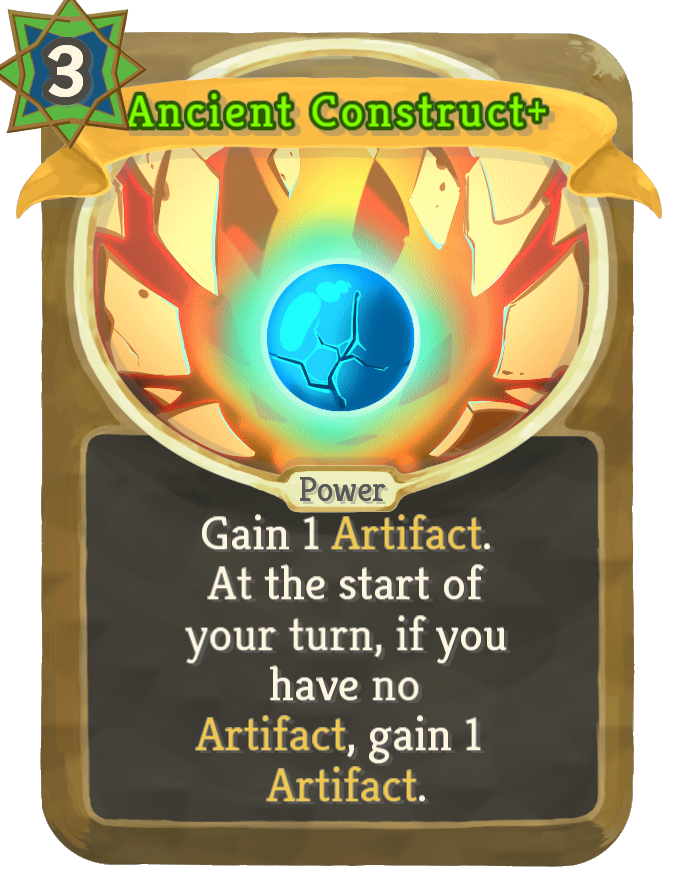 3
Ancient Construct+
Power
Gain 1 Artifact.
At the start of
your turn, if you
have no
Artifact, gain 1
Artifact.